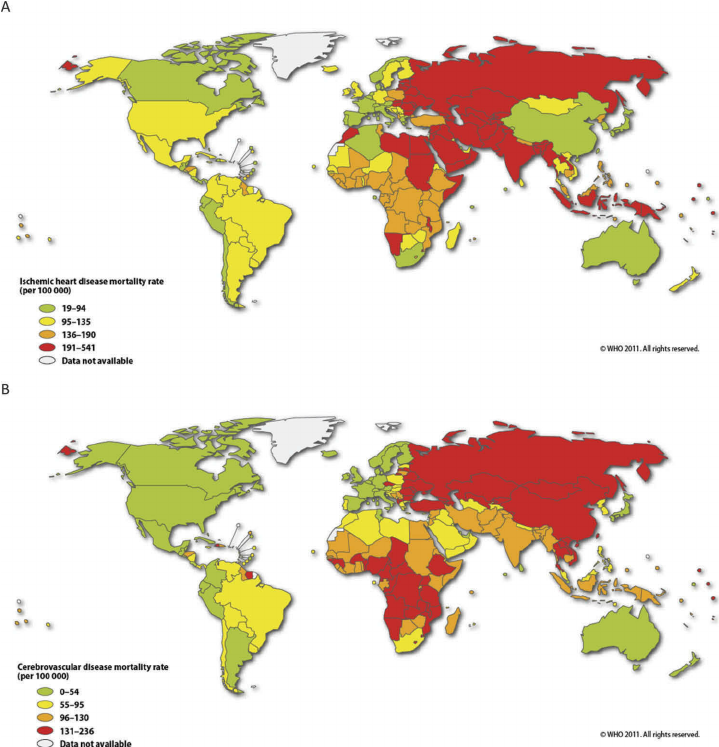 A
Ischemic heart disease mortality rate
(per 100 000)
19–94
95–135
136–190
191–541
Data not available
© WHO 2011. All rights reserved.
B
Cerebrovascular disease mortality rate
(per 100 000)
0–54
55–95
96–130
131–236
Data not available
© WHO 2011. All rights reserved.